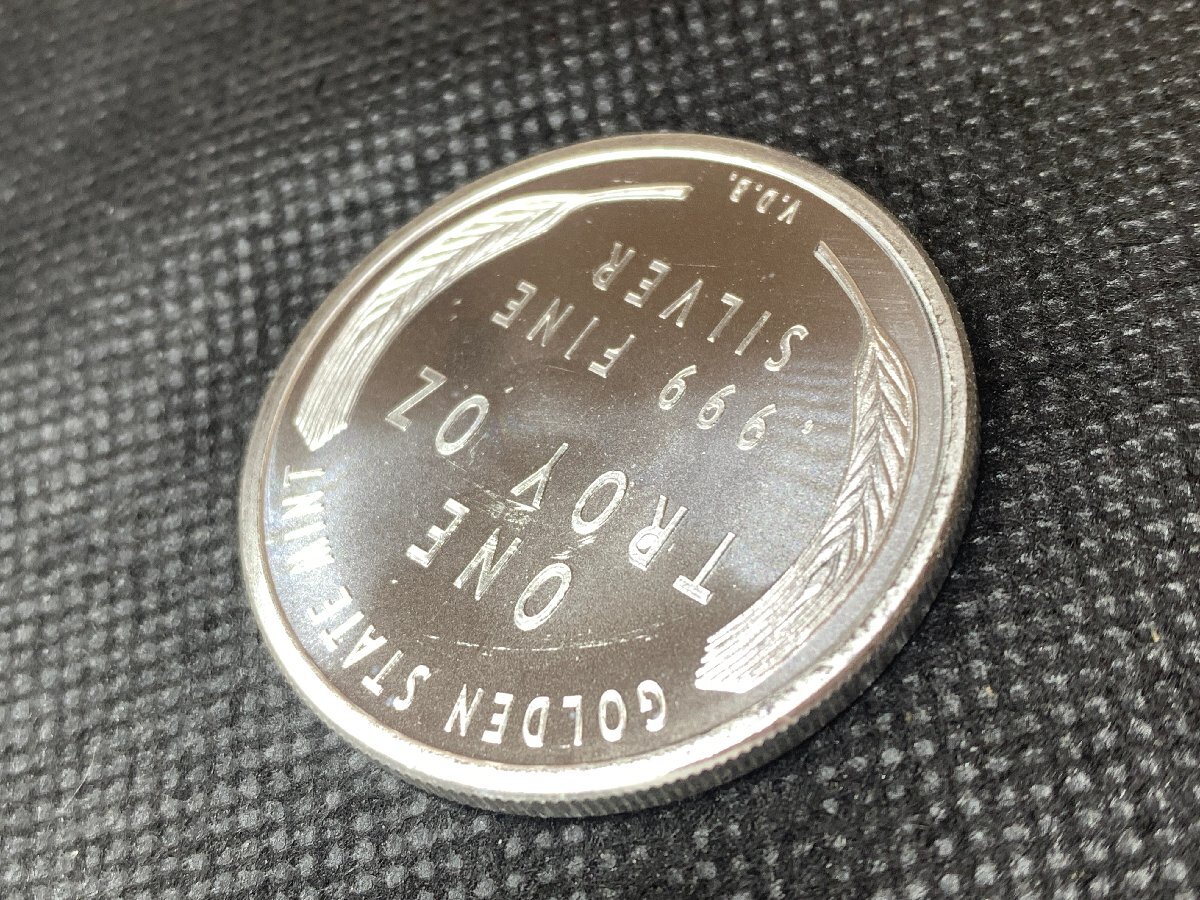 GOLDEN STATE MINT
ONE
TROY OZ
.999 FINE
SILVER
V.D.B.